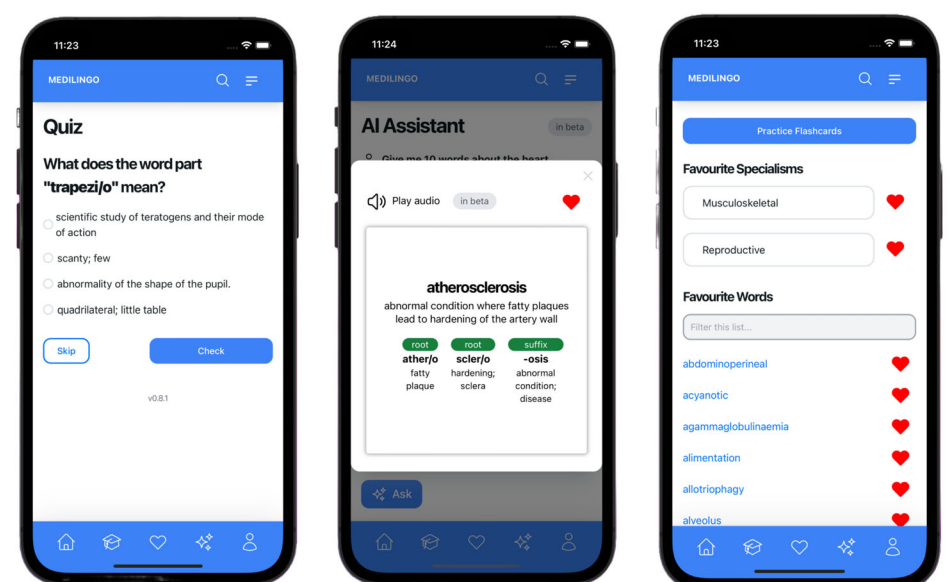 11:23
MEDILINGO
Quiz
What does the word part
"trapezi/o" mean?
scientific study of teratogens and their mode
of action
scanty; few
abnormality of the shape of the pupil.
quadrilateral; little table
Skip
Check
v0.8.1
11:24
MEDILINGO
AI Assistant
in beta
Give me 10 words about the heart
Play audio
in beta
atherosclerosis
abnormal condition where fatty plaques
lead to hardening of the artery wall
root root suffix
ather/o scler/o -osis
fatty hardening; abnormal
plaque sclera condition;
disease
Ask
11:23
MEDILINGO
Practice Flashcards
Favourite Specialisms
Musculoskeletal
Reproductive
Favourite Words
Filter this list...
abdominoperineal
acyanotic
agammaglobulinaemia
alimentation
allotriophagy
alveolus